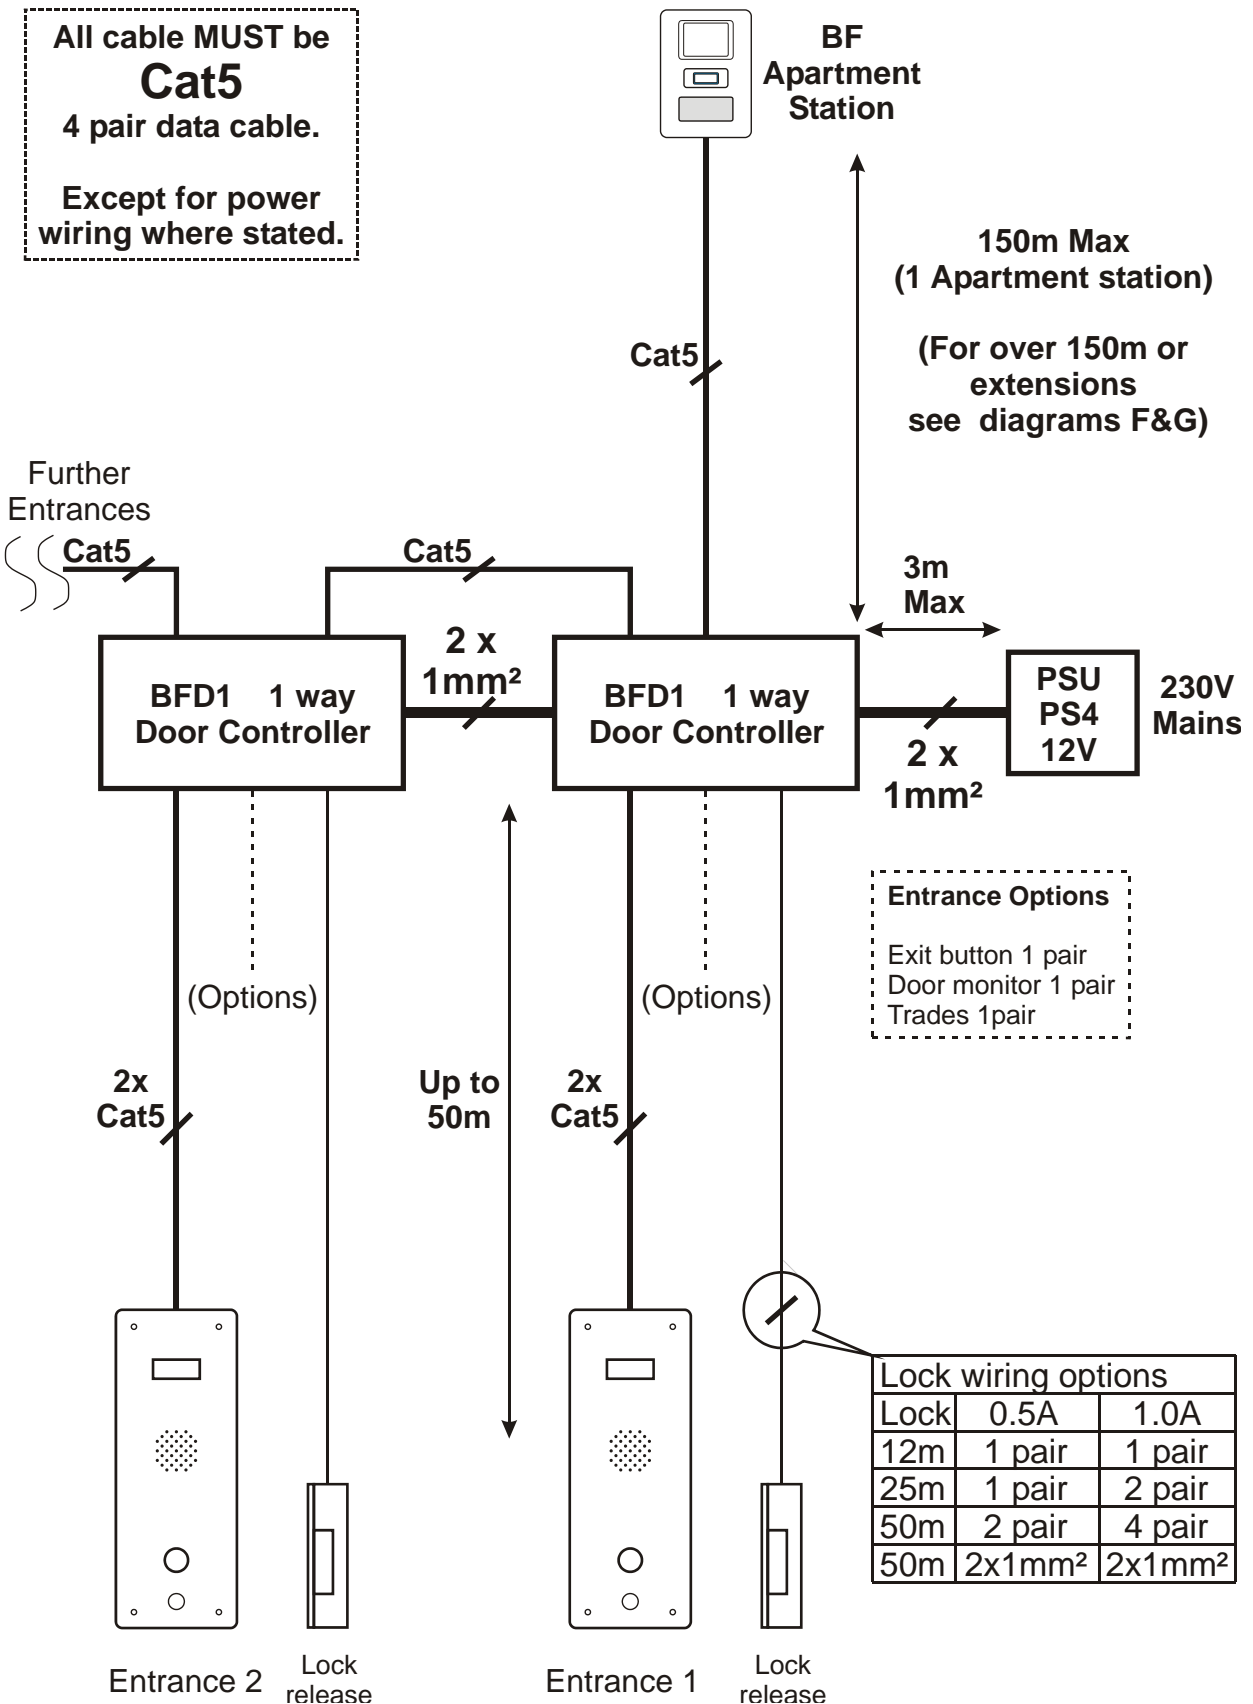 All cable MUST be
Cat5
4 pair data cable.
Except for power
wiring where stated.
BF
Apartment
Station
150m Max
(1 Apartment station)
(For over 150m or
extensions
see diagrams F&G)
Cat5
Further
Entrances
Cat5
Cat5
3m
Max
2 x
1mm²
BFD1 1 way
Door Controller
BFD1 1 way
Door Controller
PSU
PS4
12V
230V
Mains
2 x
1mm²
Entrance Options
Exit button 1 pair
Door monitor 1 pair
Trades 1pair
(Options)
(Options)
2x
Cat5
Up to
50m
2x
Cat5
Lock wiring options
Lock 0.5A 1.0A
12m 1 pair 1 pair
25m 1 pair 2 pair
50m 2 pair 4 pair
50m 2x1mm² 2x1mm²
Entrance 2
Lock
release
Entrance 1
Lock
release